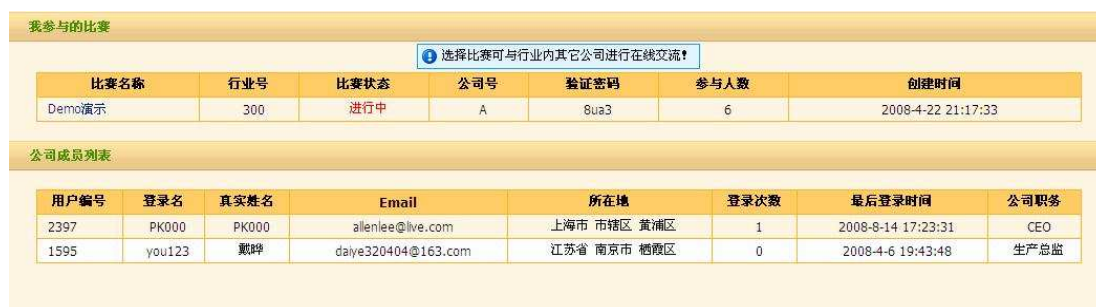 我参与的比赛
选择比赛可与行业内其它公司进行在线交流!
比赛名称 行业号 比赛状态 公司号 验证密码 参与人数 创建时间
Demo演示 300 进行中 A 8ua3 6 2008-4-22 21:17:33
公司成员列表
用户编号 登录名 真实姓名 Email 所在地 登录次数 最后登录时间 公司职务
2397 PK000 PK000 allenlee@live.com 上海市 市辖区 黄浦区 1 2008-8-14 17:23:31 CEO
1595 you123 戴晔 daiye320404@163.com 江苏省 南京市 栖霞区 0 2008-4-6 19:43:48 生产总监